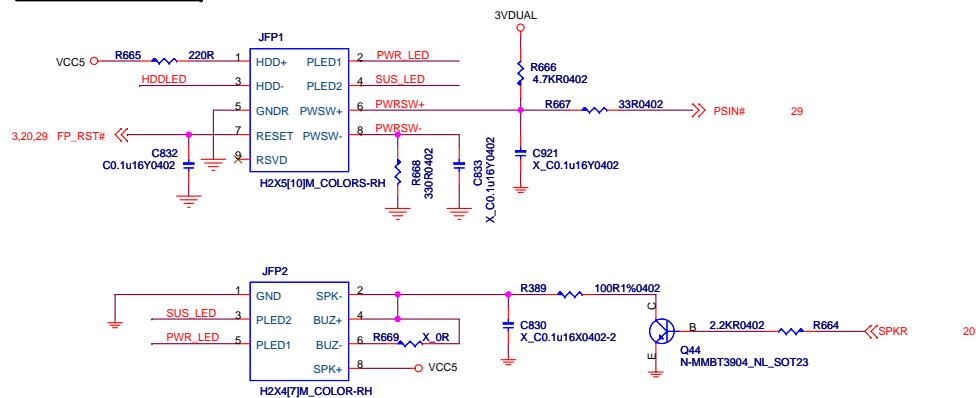 3VDUAL
JFP1
VCC5 R665 220R 1 HDD+ PLED1 2 PWR_LED
R666
4.7KR0402
HDDLED 3 HDD- PLED2 4 SUS_LED
5 GNDR PWSW+ 6 PWRSW+ R667 33R0402 PSIN# 29
3,20,29 FP_RST# 7 RESET PWSW- 8 PWRSW-
C832
C0.1u16Y0402
9 RSVD
R668
330R0402
C833
X_C0.1u16Y0402
C921
X_C0.1u16Y0402
H2X5[10]M_COLORS-RH
JFP2
1 GND SPK- 2 R389 100R1%0402
SUS_LED 3 PLED2 BUZ+ 4
C830
X_C0.1u16X0402-2
C
B 2.2KR0402 R664 SPKR 20
E
PWR_LED 5 PLED1 BUZ- 6 R669 X_0R
Q44
N-MMBT3904_NL_SOT23
SPK+ 8 VCC5
H2X4[7]M_COLOR-RH